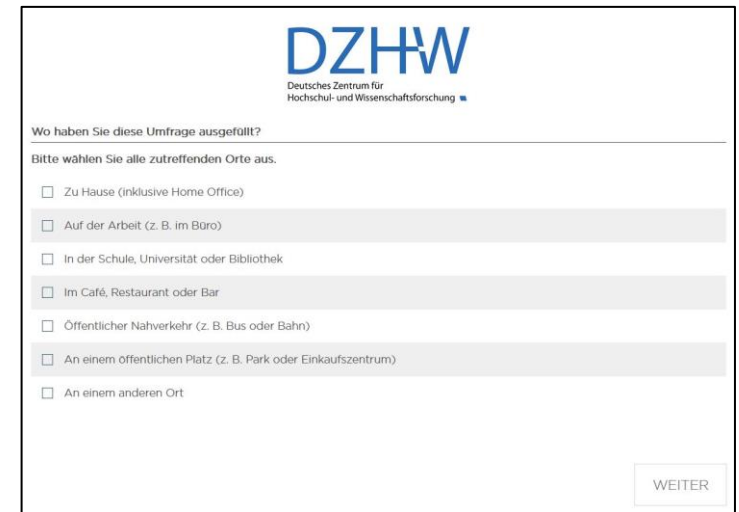 DZHW
Deutsches Zentrum für
Hochschul- und Wissenschaftsforschung
Wo haben Sie diese Umfrage ausgefüllt?
Bitte wählen Sie alle zutreffenden Orte aus.
Zu Hause (inklusive Home Office)
Auf der Arbeit (z. B. im Büro)
In der Schule, Universität oder Bibliothek
Im Café, Restaurant oder Bar
Öffentlicher Nahverkehr (z. B. Bus oder Bahn)
An einem öffentlichen Platz (z. B. Park oder Einkaufszentrum)
An einem anderen Ort
WEITER